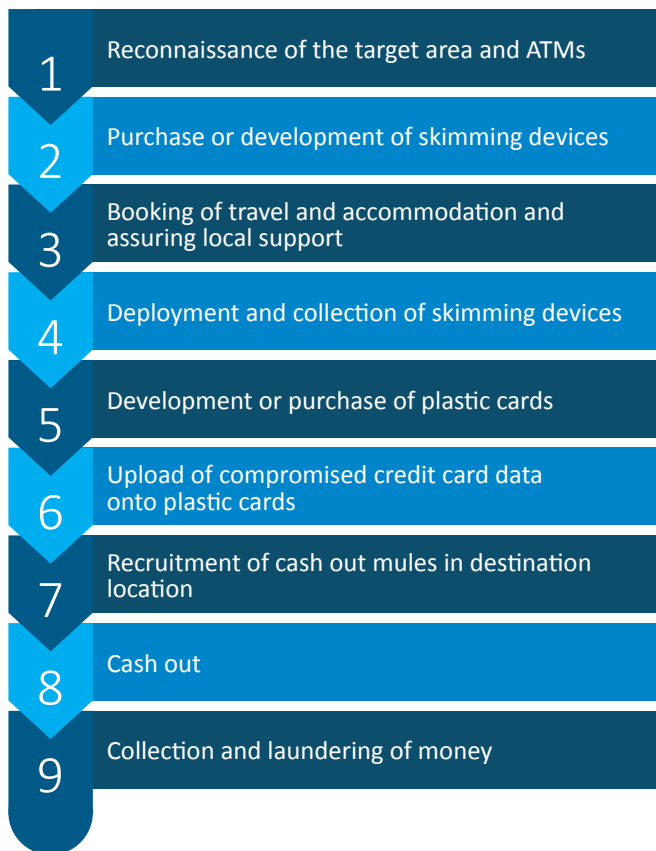 1
Reconnaissance of the target area and ATMs
2
Purchase or development of skimming devices
3
Booking of travel and accommodation and
assuring local support
4
Deployment and collection of skimming devices
5
Development or purchase of plastic cards
6
Upload of compromised credit card data
onto plastic cards
7
Recruitment of cash out mules in destination
location
8
Cash out
9
Collection and laundering of money